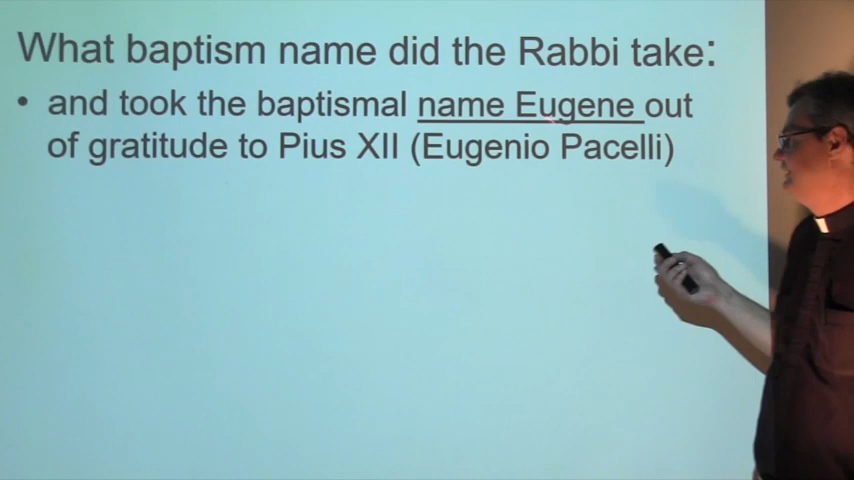 What baptism name did the Rabbi take:
• and took the baptismal name Eugene out
of gratitude to Pius XII (Eugenio Pacelli)